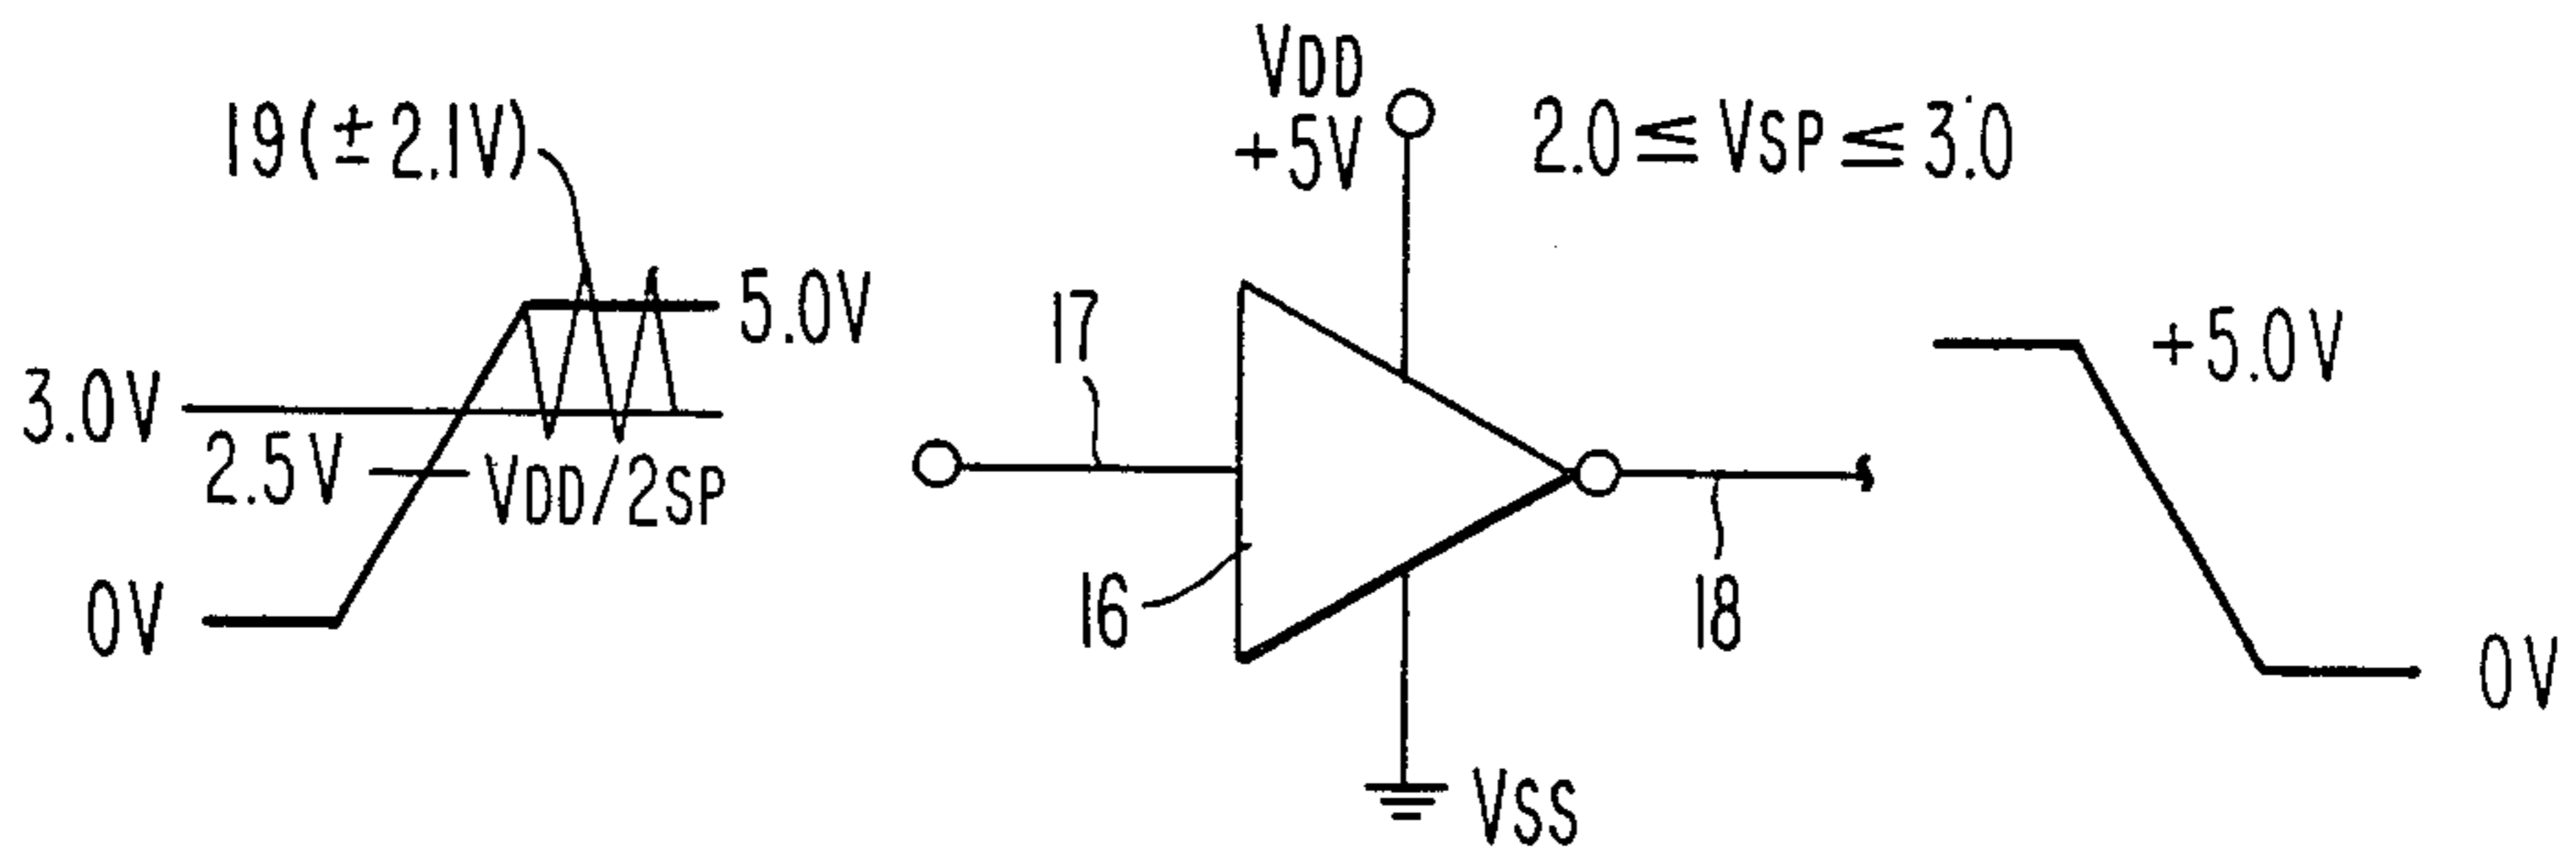 19(±2.1V)
5.0V
3.0V
2.5V
VDD/2SP
0V
VDD
+5V
2.0≦VSP≦3.0
17
16
18
VSS
+5.0V
0V